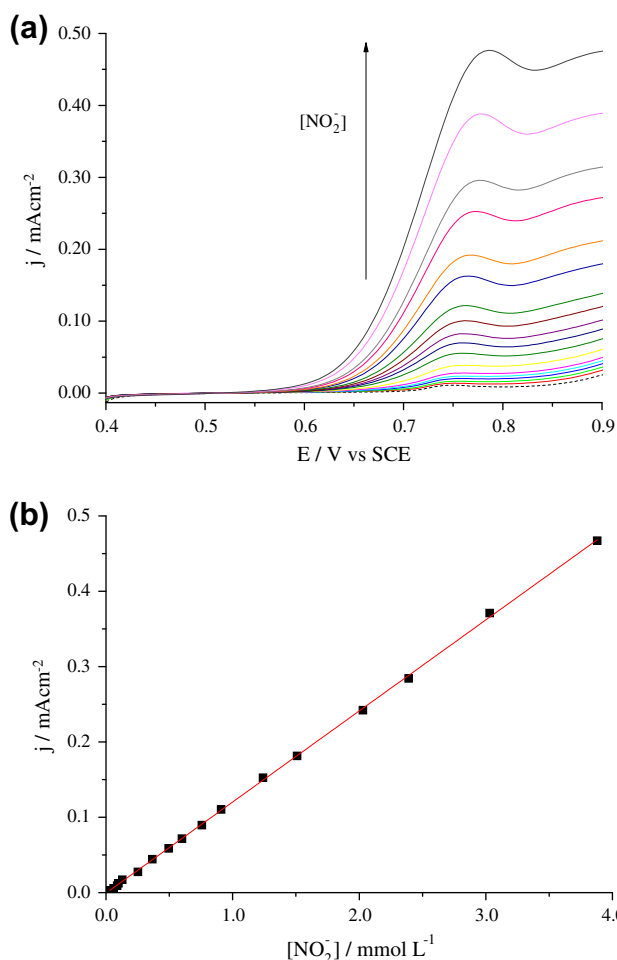 (a)
0.50
0.40
0.30
0.20
0.10
0.00
j / mAcm⁻²
[NO₂⁻]
0.4 0.5 0.6 0.7 0.8 0.9
E / V vs SCE
(b)
0.5
0.4
0.3
0.2
0.1
0.0
j / mAcm⁻²
0.0 1.0 2.0 3.0 4.0
[NO₂⁻] / mmol L⁻¹